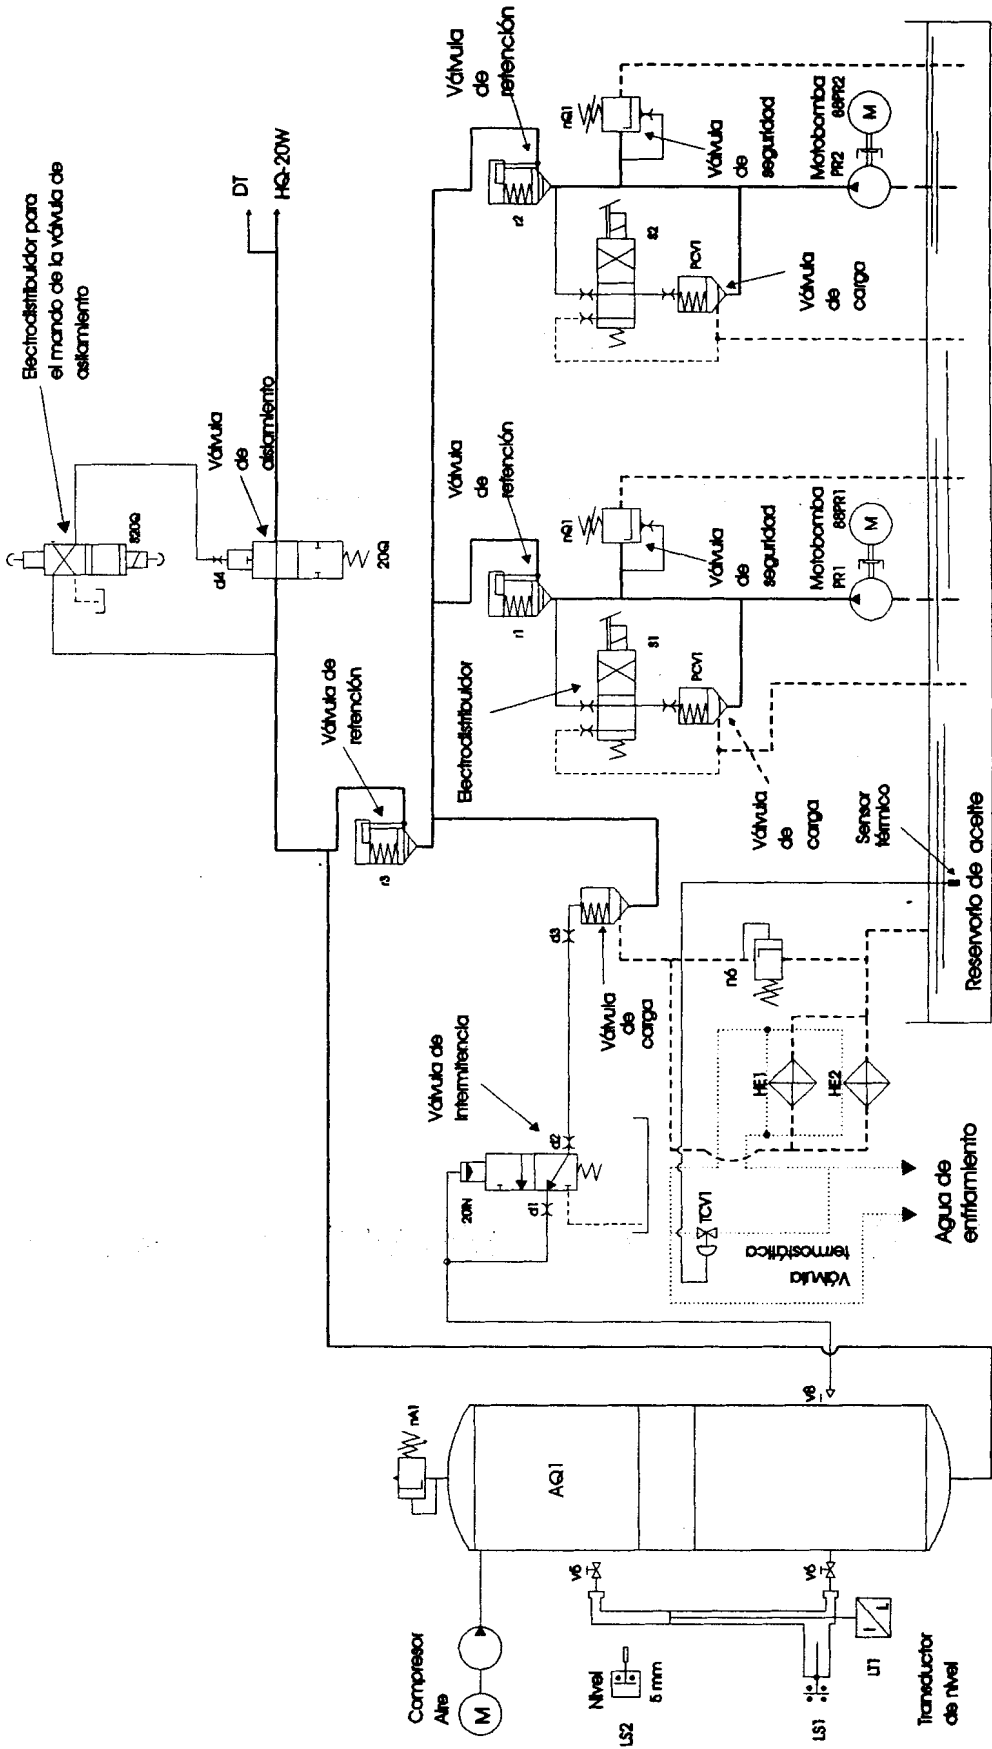 Electrodistribuidor para
el mando de la válvula de
asilamiento
S20Q
Válvula
de
aislamiento
d4
20Q
DT
HQ-20W
Válvula de
retención
r3
Válvula
de
retención
r1
Válvula
de
retención
r2
Electrodistribuidor
S1
PCV1
Válvula
de
carga
nQ1
Válvula
de
seguridad
Motobomba
PR1
88PR1
M
S2
PCV1
Válvula
de
carga
nQ1
Válvula
de
seguridad
Motobomba
PR2
88PR2
M
Válvula de
Intermitencia
20IN
d1
d2
d3
Válvula
de
carga
n6
HE1
HE2
TCV1
Válvula
termostática
Agua de
enfriamiento
Sensor
térmico
Reservorio de aceite
nA1
AQ1
v8
v6
v6
Compresor
Aire
M
Nivel
5 mm
LS2
LS1
I
L
LT1
Transductor
de nivel